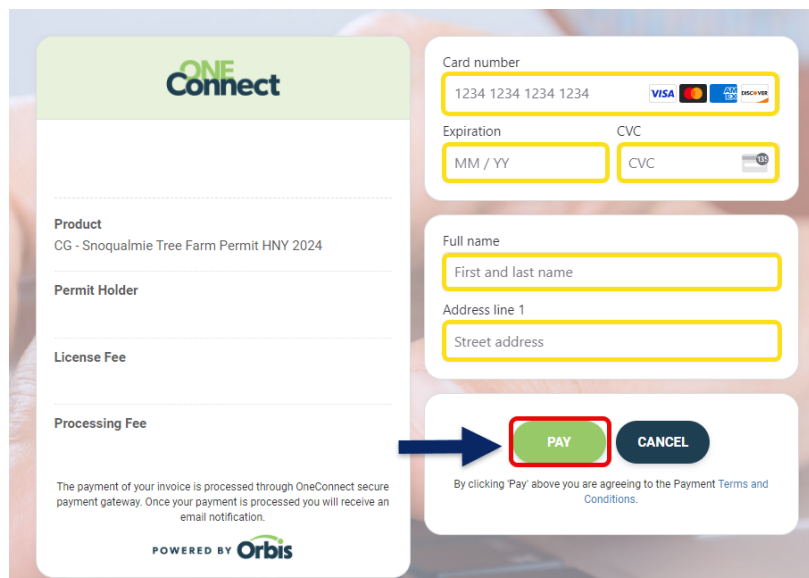 ONE
Connect
Product
CG - Snoqualmie Tree Farm Permit HNY 2024
Permit Holder
License Fee
Processing Fee
The payment of your invoice is processed through OneConnect secure
payment gateway. Once your payment is processed you will receive an
email notification.
POWERED BY Orbis
Card number
1234 1234 1234 1234 VISA AM EX DISCOVER
Expiration CVC
MM / YY CVC 135
Full name
First and last name
Address line 1
Street address
PAY CANCEL
By clicking 'Pay' above you are agreeing to the Payment Terms and
Conditions.